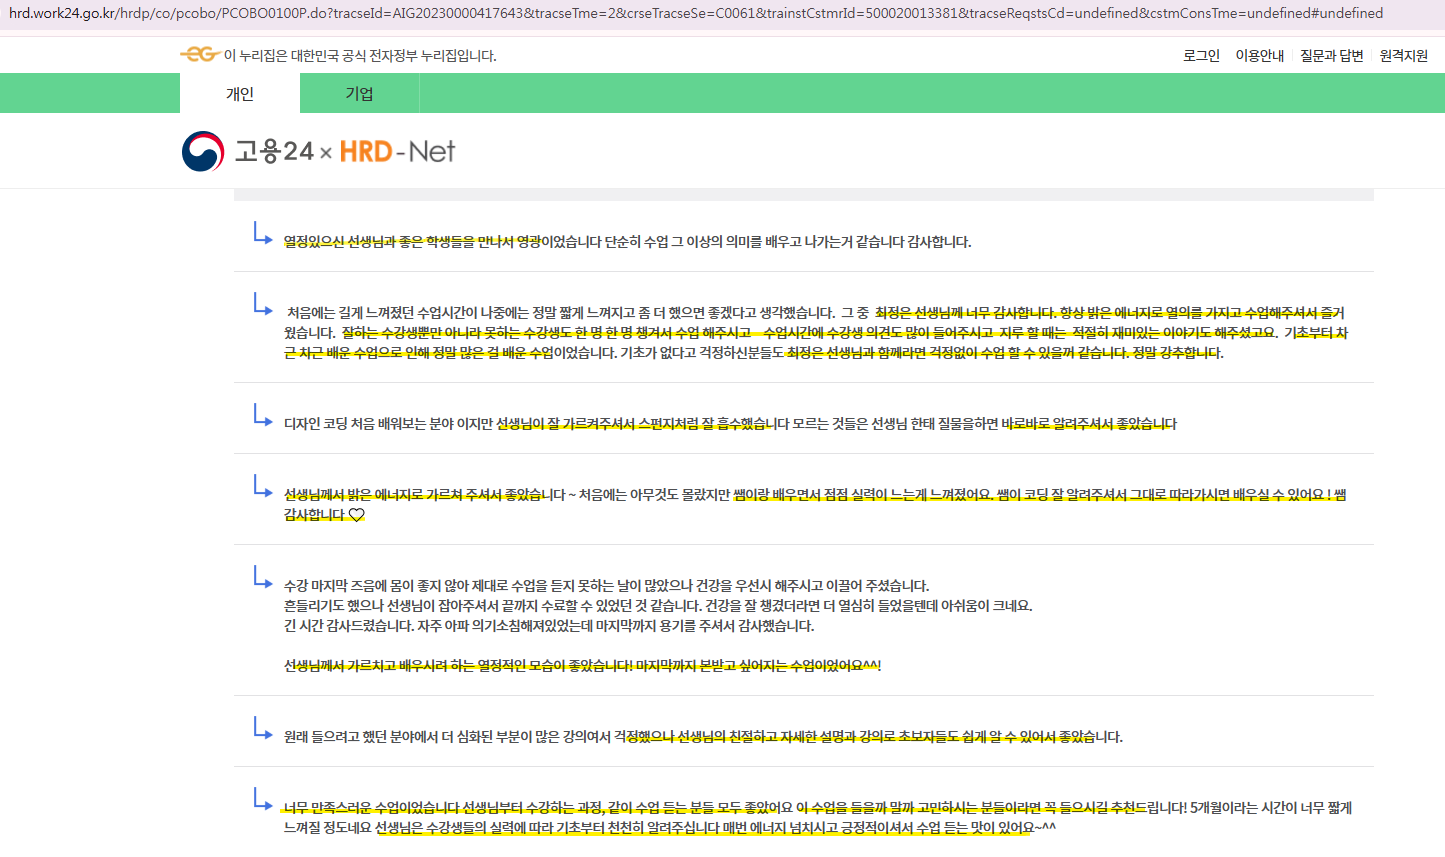 hrd.work24.go.kr/hrdp/co/pcobo/PCOBO0100P.do?tracseId=AIG20230000417643&tracseTme=2&crseTracseSe=C0061&trainstCstmrId=500020013381&tracseReqstsCd=undefined&cstmConsTme=undefined#undefined
이 누리집은 대한민국 공식 전자정부 누리집입니다.
로그인 이용안내 질문과 답변 원격지원
개인 기업
고용24 × HRD-Net
열정있으신 선생님과 좋은 학생들을 만나서 영광이었습니다 단순히 수업 그 이상의 의미를 배우고 나가는거 같습니다 감사합니다.
처음에는 길게 느껴졌던 수업시간이 나중에는 정말 짧게 느껴지고 좀 더 했으면 좋겠다고 생각했습니다. 그 중 최정은 선생님께 너무 감사합니다. 항상 밝은 에너지로 열의를 가지고 수업해주셔서 즐거
웠습니다. 잘하는 수강생뿐만 아니라 못하는 수강생도 한 명 한 명 챙겨서 수업 해주시고 수업시간에 수강생 의견도 많이 들어주시고 지루 할 때는 적절히 재미있는 이야기도 해주셨고요. 기초부터 차
근 차근 배운 수업으로 인해 정말 많은 걸 배운 수업이었습니다. 기초가 없다고 걱정하신분들도 최정은 선생님과 함께라면 걱정없이 수업 할 수 있을꺼 같습니다. 정말 강추합니다.
디자인 코딩 처음 배워보는 분야 이지만 선생님이 잘 가르켜주셔서 스펀지처럼 잘 흡수했습니다 모르는 것들은 선생님 한태 질물을하면 바로바로 알려주셔서 좋았습니다
선생님께서 밝은 에너지로 가르쳐 주셔서 좋았습니다 ~ 처음에는 아무것도 몰랐지만 쌤이랑 배우면서 점점 실력이 느는게 느껴졌어요. 쌤이 코딩 잘 알려주셔서 그대로 따라가시면 배우실 수 있어요 ! 쌤
감사합니다 ♡
수강 마지막 즈음에 몸이 좋지 않아 제대로 수업을 듣지 못하는 날이 많았으나 건강을 우선시 해주시고 이끌어 주셨습니다.
흔들리기도 했으나 선생님이 잡아주셔서 끝까지 수료할 수 있었던 것 같습니다. 건강을 잘 챙겼더라면 더 열심히 들었을텐데 아쉬움이 크네요.
긴 시간 감사드렸습니다. 자주 아파 의기소침해져있었는데 마지막까지 용기를 주셔서 감사했습니다.
선생님께서 가르치고 배우시려 하는 열정적인 모습이 좋았습니다! 마지막까지 본받고 싶어지는 수업이었어요^^!
원래 들으려고 했던 분야에서 더 심화된 부분이 많은 강의여서 걱정했으나 선생님의 친절하고 자세한 설명과 강의로 초보자들도 쉽게 알 수 있어서 좋았습니다.
너무 만족스러운 수업이었습니다 선생님부터 수강하는 과정, 같이 수업 듣는 분들 모두 좋았어요 이 수업을 들을까 말까 고민하시는 분들이라면 꼭 들으시길 추천드립니다! 5개월이라는 시간이 너무 짧게
느껴질 정도네요 선생님은 수강생들의 실력에 따라 기초부터 천천히 알려주십니다 매번 에너지 넘치시고 긍정적이셔서 수업 듣는 맛이 있어요~^^